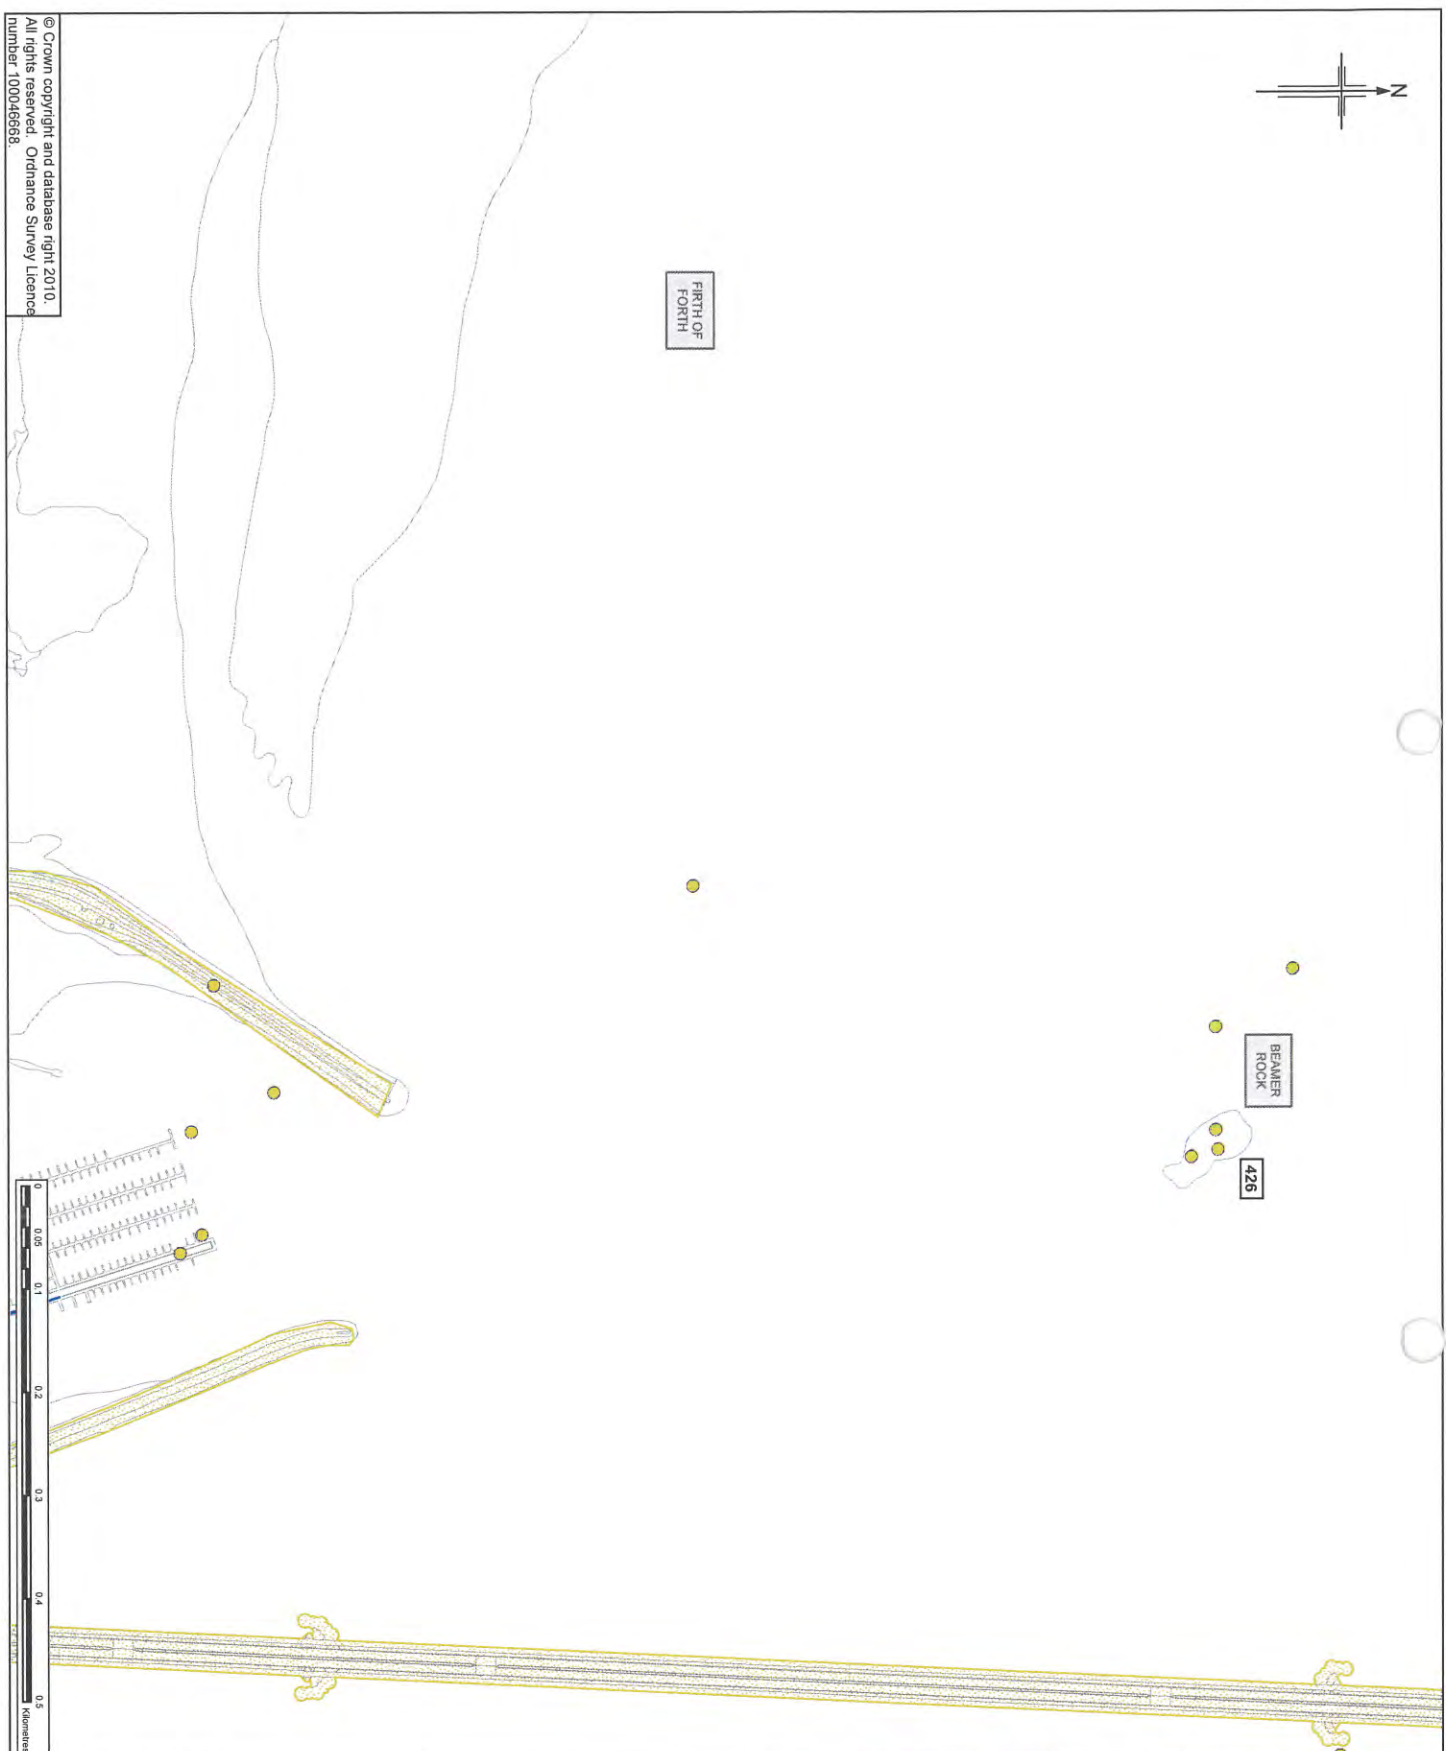 N
FIRTH OF
FORTH
BEAMER
ROCK
426
© Crown copyright and database right 2010.
All rights reserved. Ordnance Survey Licence
number 100046668.
0 0.05 0.1 0.2 0.3 0.4 0.5
Kilometres